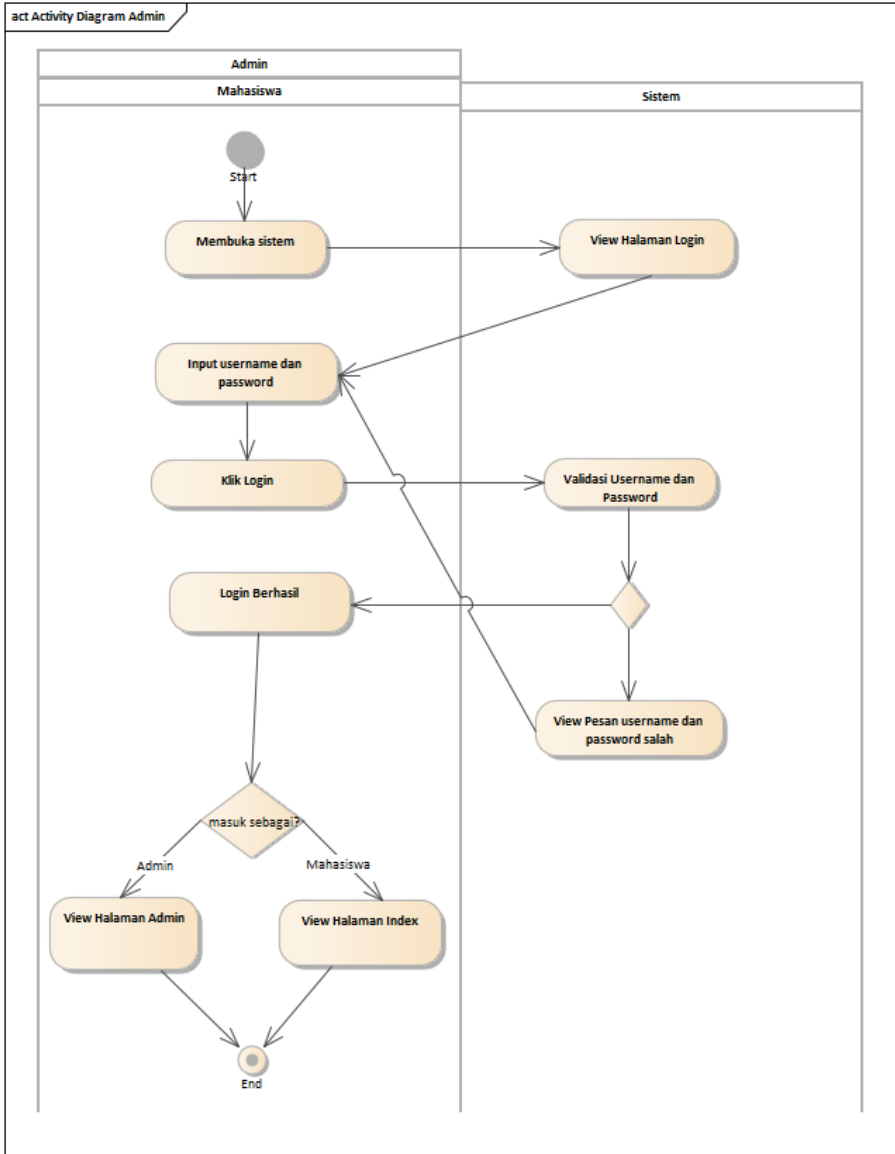 act Activity Diagram Admin
Admin
Mahasiswa
Sistem
Start
Membuka sistem
View Halaman Login
Input username dan
password
Klik Login
Validasi Username dan
Password
Login Berhasil
View Pesan username dan
password salah
masuk sebagai?
Admin
Mahasiswa
View Halaman Admin
View Halaman Index
End